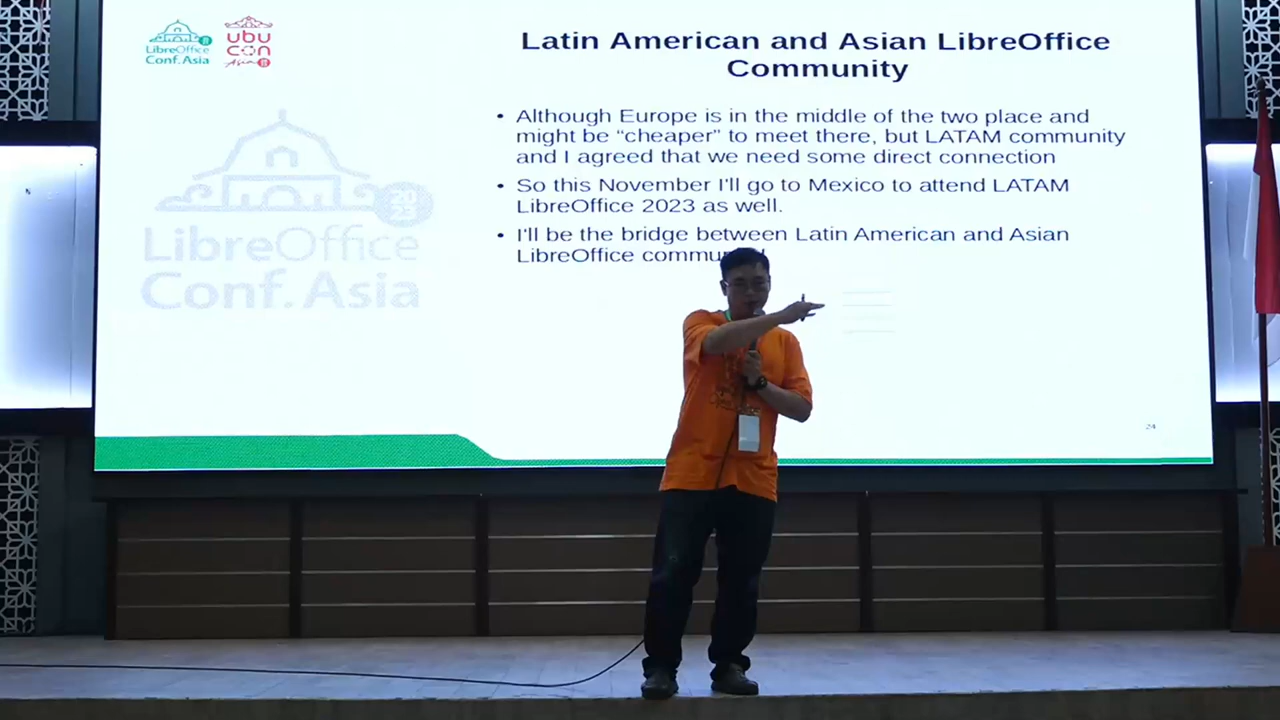 LibreOffice
Conf. Asia
ubu
con
Asia
Latin American and Asian LibreOffice
Community
2023
LibreOffice
Conf. Asia
• Although Europe is in the middle of the two place and
might be “cheaper” to meet there, but LATAM community
and I agreed that we need some direct connection
• So this November I'll go to Mexico to attend LATAM
LibreOffice 2023 as well.
• I'll be the bridge between Latin American and Asian
LibreOffice
24